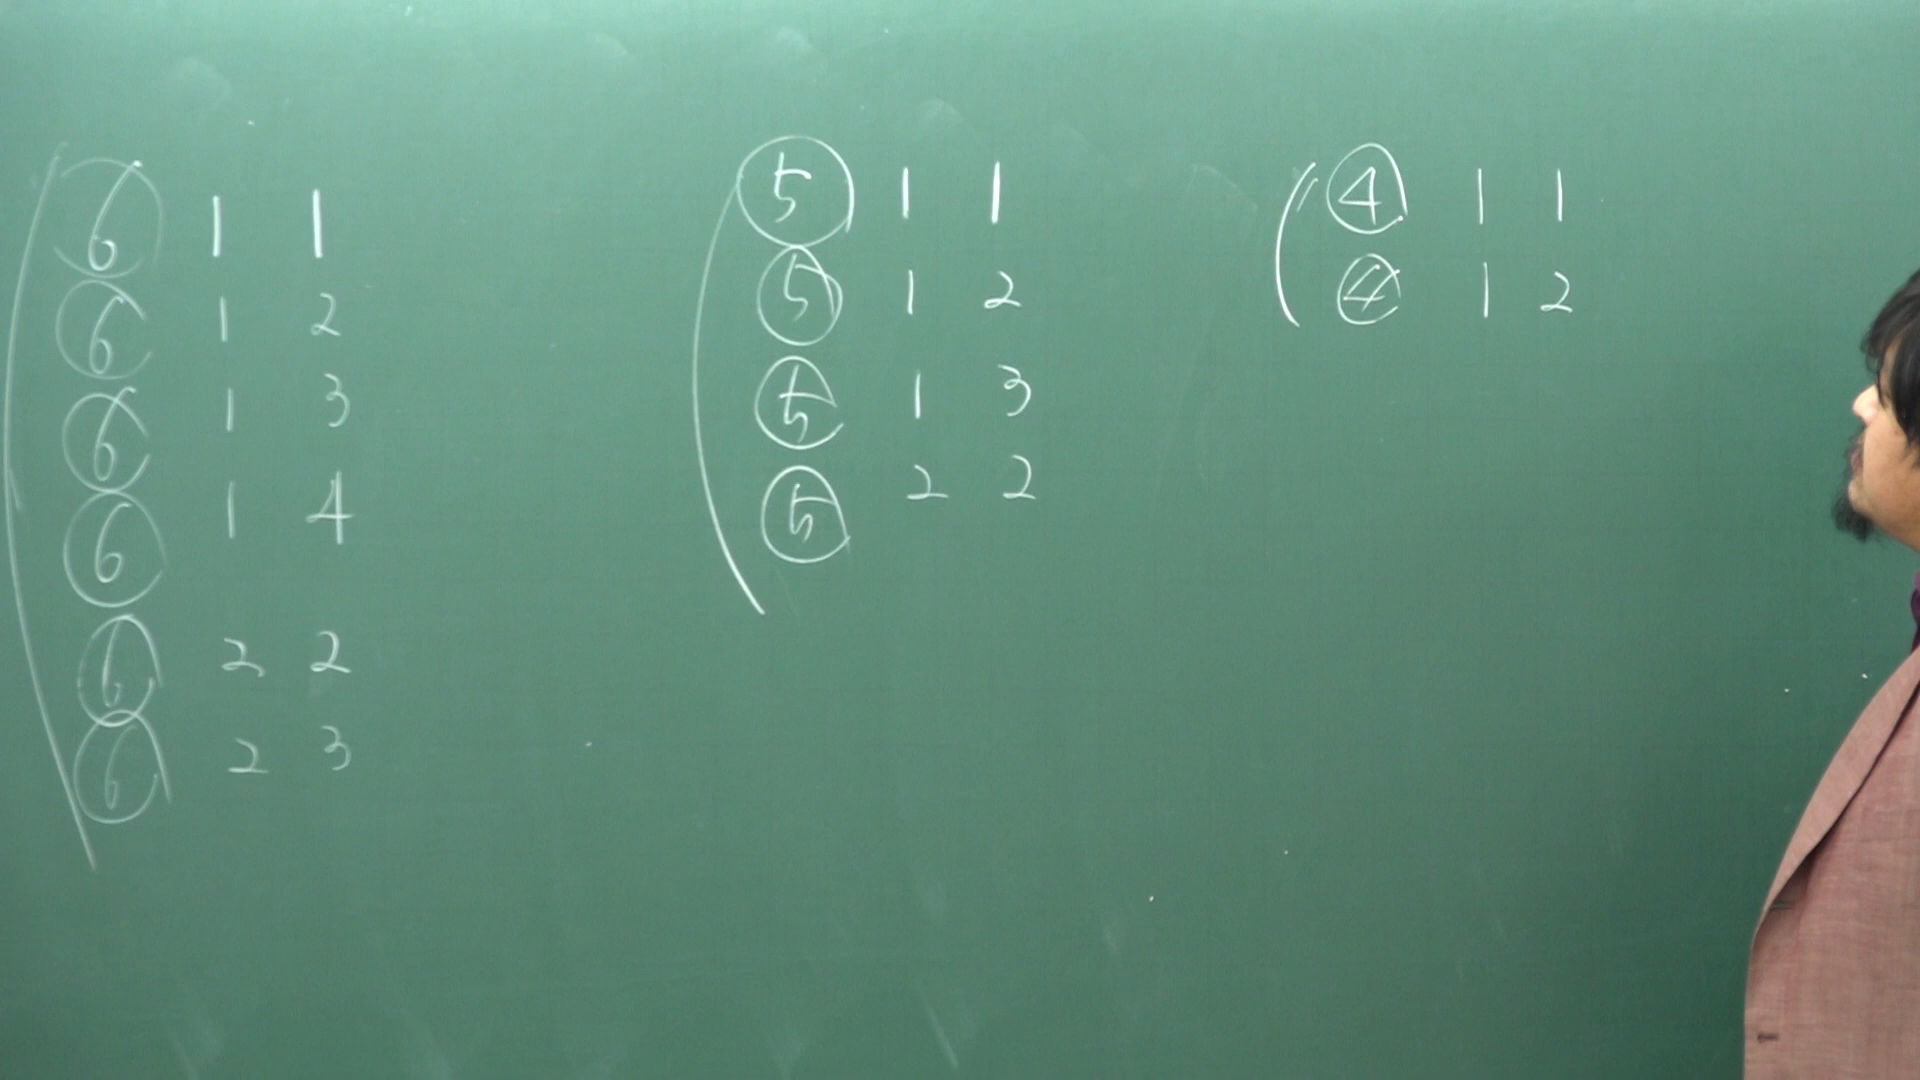 ⑥ 1 1
⑥ 1 2
⑥ 1 3
⑥ 1 4
⑥ 2 2
⑥ 2 3
⑤ 1 1
⑤ 1 2
⑤ 1 3
⑤ 2 2
④ 1 1
④ 1 2